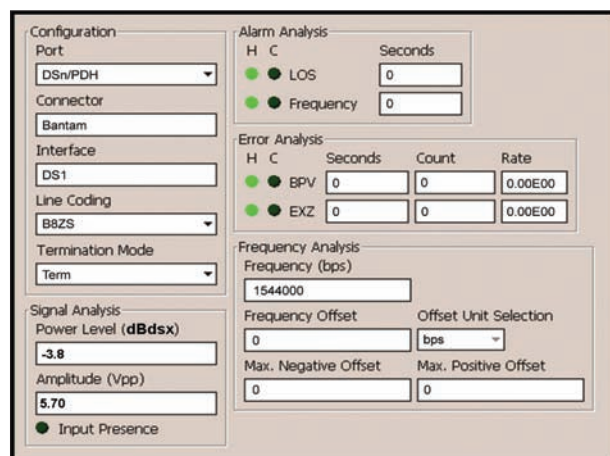 Configuration
Port
DSn/PDH
Connector
Bantam
Interface
DS1
Line Coding
B8ZS
Termination Mode
Term
Signal Analysis
Power Level (dBdsx)
-3.8
Amplitude (Vpp)
5.70
Input Presence
Alarm Analysis
H C Seconds
LOS 0
Frequency 0
Error Analysis
H C Seconds Count Rate
BPV 0 0 0.00E00
EXZ 0 0 0.00E00
Frequency Analysis
Frequency (bps)
1544000
Frequency Offset Offset Unit Selection
0 bps
Max. Negative Offset Max. Positive Offset
0 0